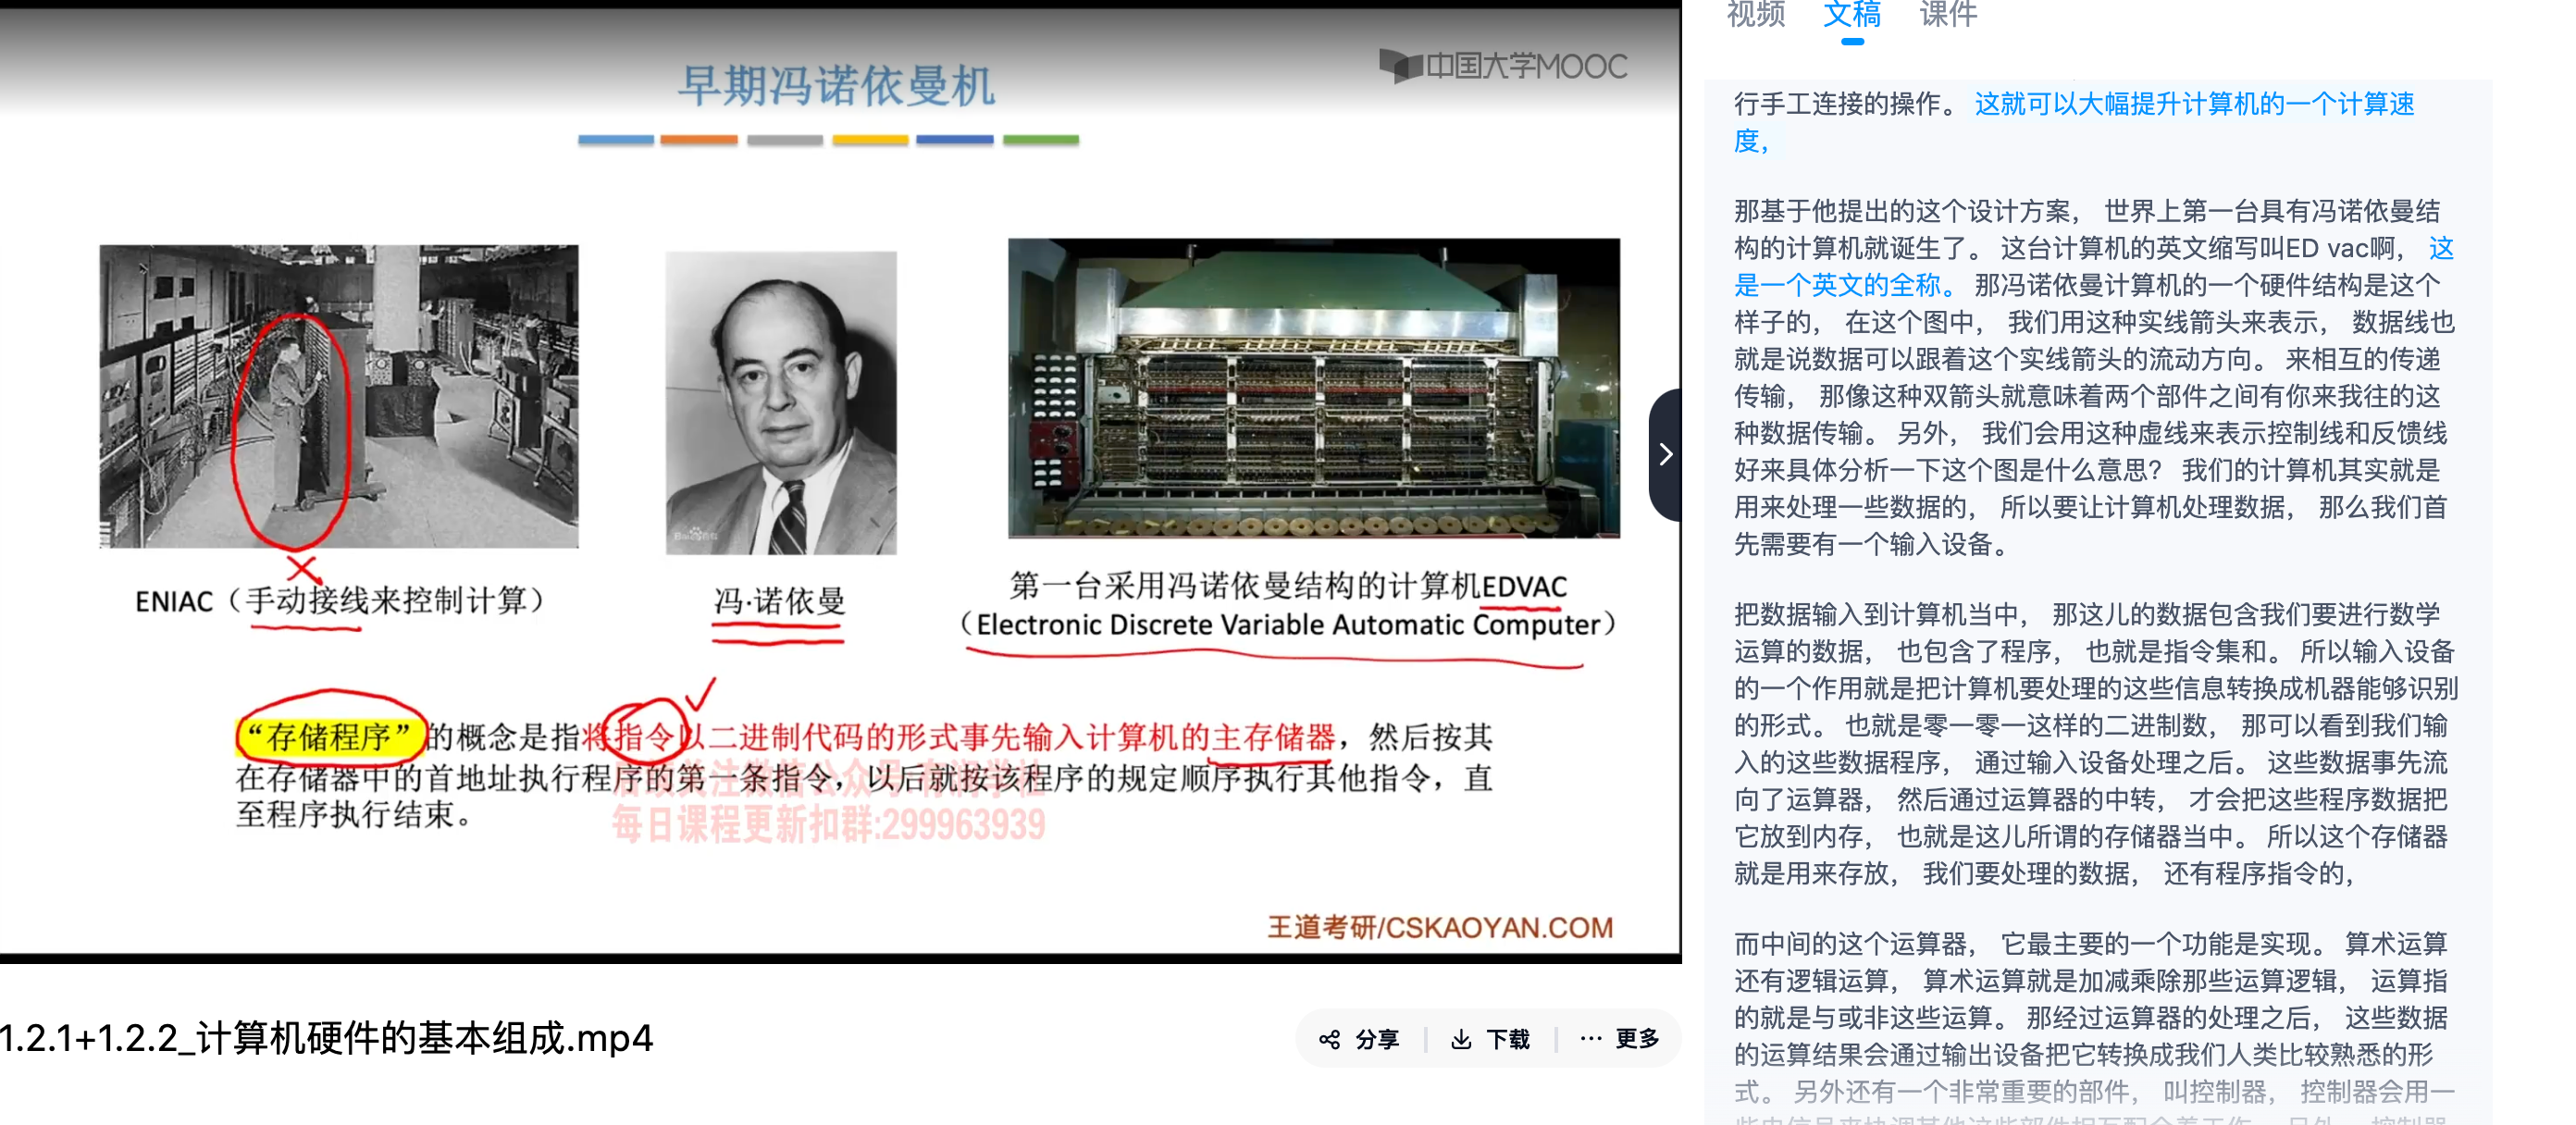 早期冯诺依曼机
中国大学MOOC
ENIAC（手动接线来控制计算）
冯·诺依曼
第一台采用冯诺依曼结构的计算机EDVAC
（Electronic Discrete Variable Automatic Computer）
“存储程序”的概念是指将指令以二进制代码的形式事先输入计算机的主存储器，然后按其
在存储器中的首地址执行程序的第一条指令，以后就按该程序的规定顺序执行其他指令，直
至程序执行结束。
每日课程更新扣群:299963939
王道考研/CSKAOYAN.COM
1.2.1+1.2.2_计算机硬件的基本组成.mp4
分享
下载
更多
视频 文稿 课件
行手工连接的操作。 这就可以大幅提升计算机的一个计算速
度，
那基于他提出的这个设计方案， 世界上第一台具有冯诺依曼结
构的计算机就诞生了。 这台计算机的英文缩写叫ED vac啊， 这
是一个英文的全称。 那冯诺依曼计算机的一个硬件结构是这个
样子的， 在这个图中， 我们用这种实线箭头来表示， 数据线也
就是说数据可以跟着这个实线箭头的流动方向。 来相互的传递
传输， 那像这种双箭头就意味着两个部件之间有你来我往的这
种数据传输。 另外， 我们会用这种虚线来表示控制线和反馈线
好来具体分析一下这个图是什么意思？ 我们的计算机其实就是
用来处理一些数据的， 所以要让计算机处理数据， 那么我们首
先需要有一个输入设备。
把数据输入到计算机当中， 那这儿的数据包含我们要进行数学
运算的数据， 也包含了程序， 也就是指令集和。 所以输入设备
的一个作用就是把计算机要处理的这些信息转换成机器能够识别
的形式。 也就是零一零一这样的二进制数， 那可以看到我们输
入的这些数据程序， 通过输入设备处理之后。 这些数据事先流
向了运算器， 然后通过运算器的中转， 才会把这些程序数据把
它放到内存， 也就是这儿所谓的存储器当中。 所以这个存储器
就是用来存放， 我们要处理的数据， 还有程序指令的，
而中间的这个运算器， 它最主要的一个功能是实现。 算术运算
还有逻辑运算， 算术运算就是加减乘除那些运算逻辑， 运算指
的就是与或非这些运算。 那经过运算器的处理之后， 这些数据
的运算结果会通过输出设备把它转换成我们人类比较熟悉的形
式。 另外还有一个非常重要的部件， 叫控制器， 控制器会用一